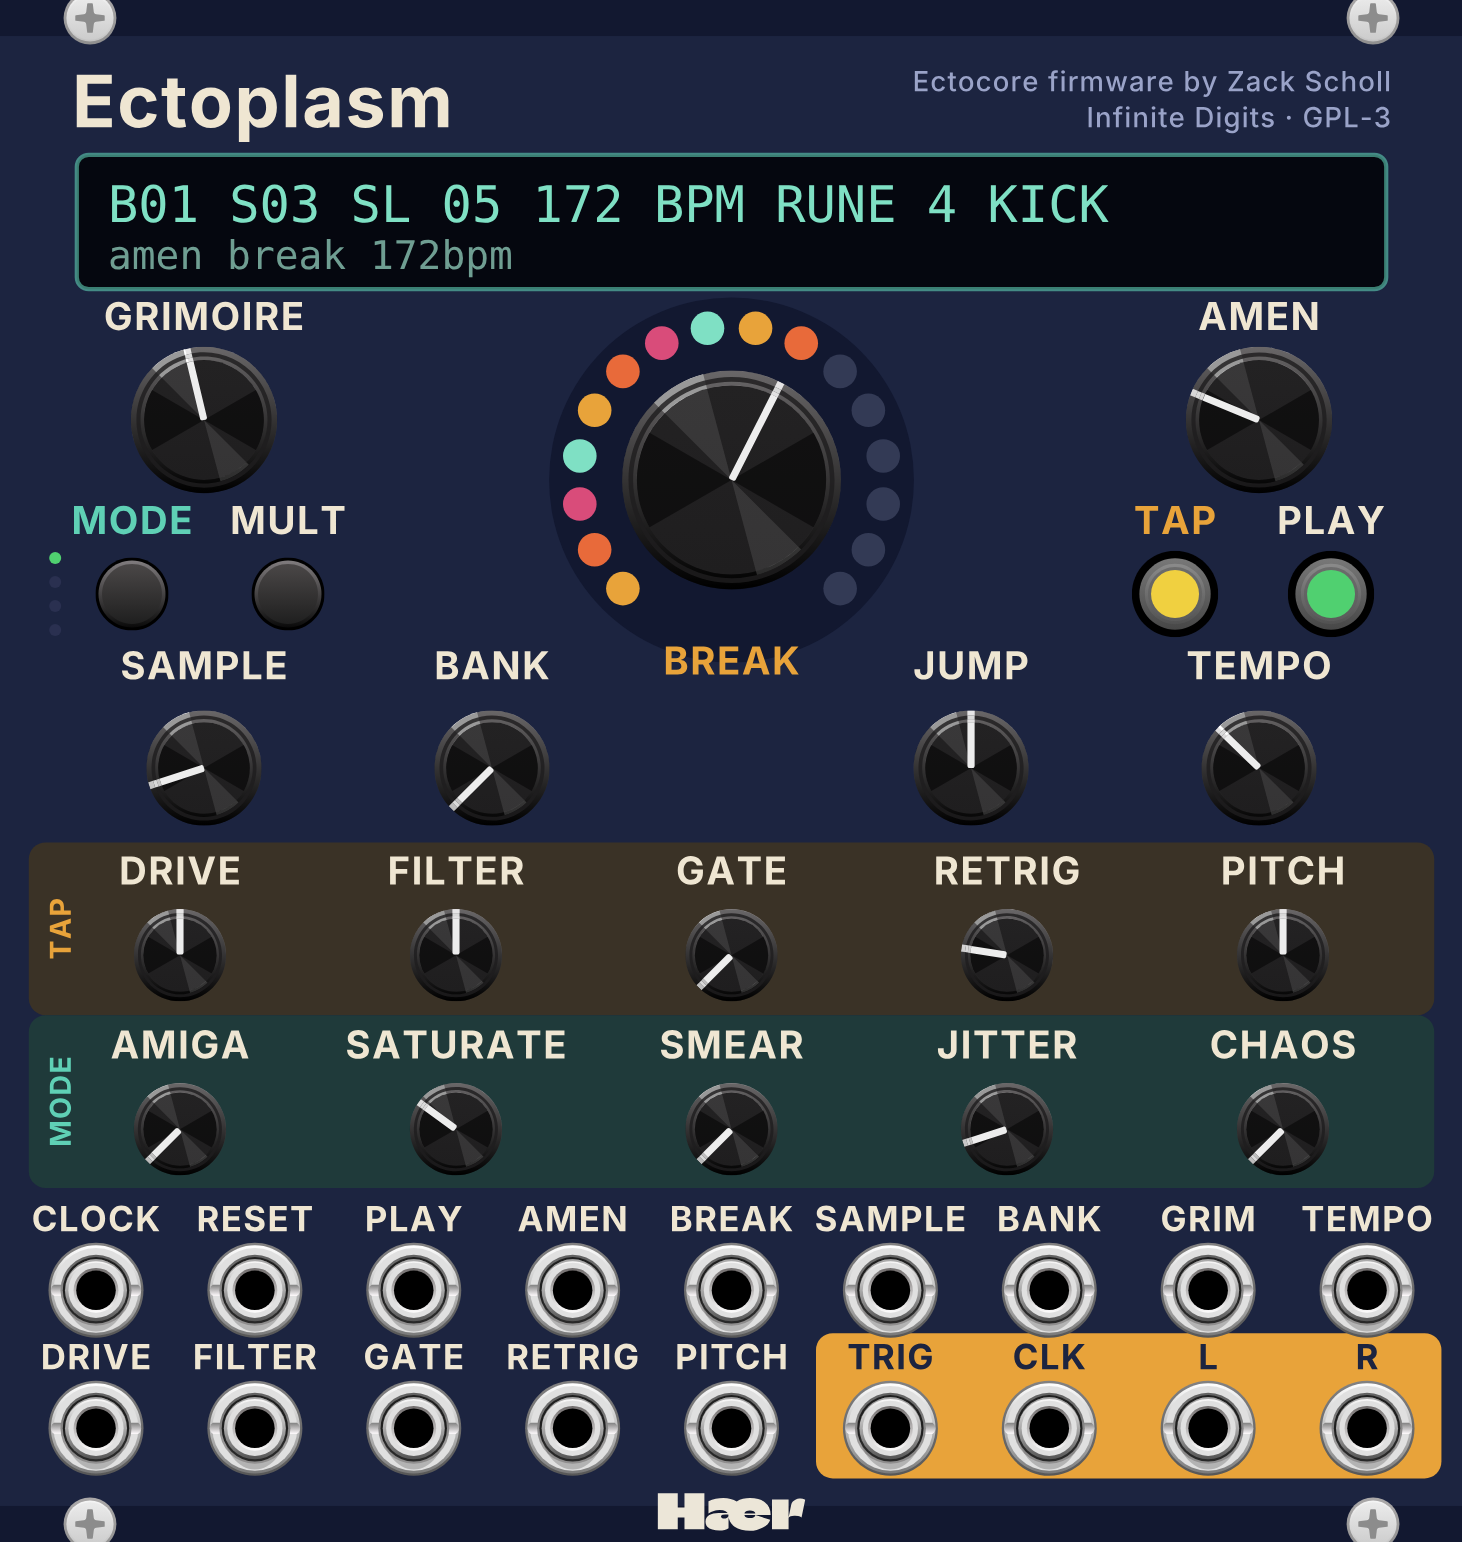 Ectoplasm
Ectocore firmware by Zack Scholl
Infinite Digits · GPL-3
B01 S03 SL 05 172 BPM RUNE 4 KICK
amen break 172bpm
GRIMOIRE
AMEN
MODE MULT
TAP PLAY
SAMPLE BANK BREAK JUMP TEMPO
TAP
DRIVE FILTER GATE RETRIG PITCH
MODE
AMIGA SATURATE SMEAR JITTER CHAOS
CLOCK RESET PLAY AMEN BREAK SAMPLE BANK GRIM TEMPO
DRIVE FILTER GATE RETRIG PITCH TRIG CLK L R
Hær